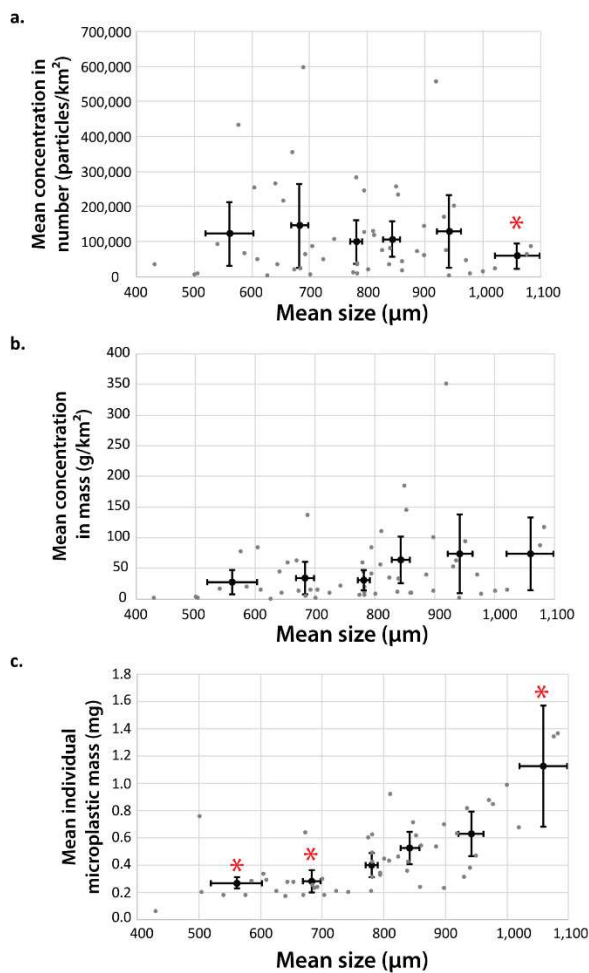 a.
Mean concentration in
number (particles/km²)
700,000
600,000
500,000
400,000
300,000
200,000
100,000
0
*
400 500 600 700 800 900 1,000 1,100
Mean size (µm)
b.
Mean concentration
in mass (g/km²)
400
350
300
250
200
150
100
50
0
400 500 600 700 800 900 1,000 1,100
Mean size (µm)
c.
Mean individual
microplastic mass (mg)
1.8
1.6
1.4
1.2
1.0
0.8
0.6
0.4
0.2
0.0
* * *
400 500 600 700 800 900 1,000 1,100
Mean size (µm)